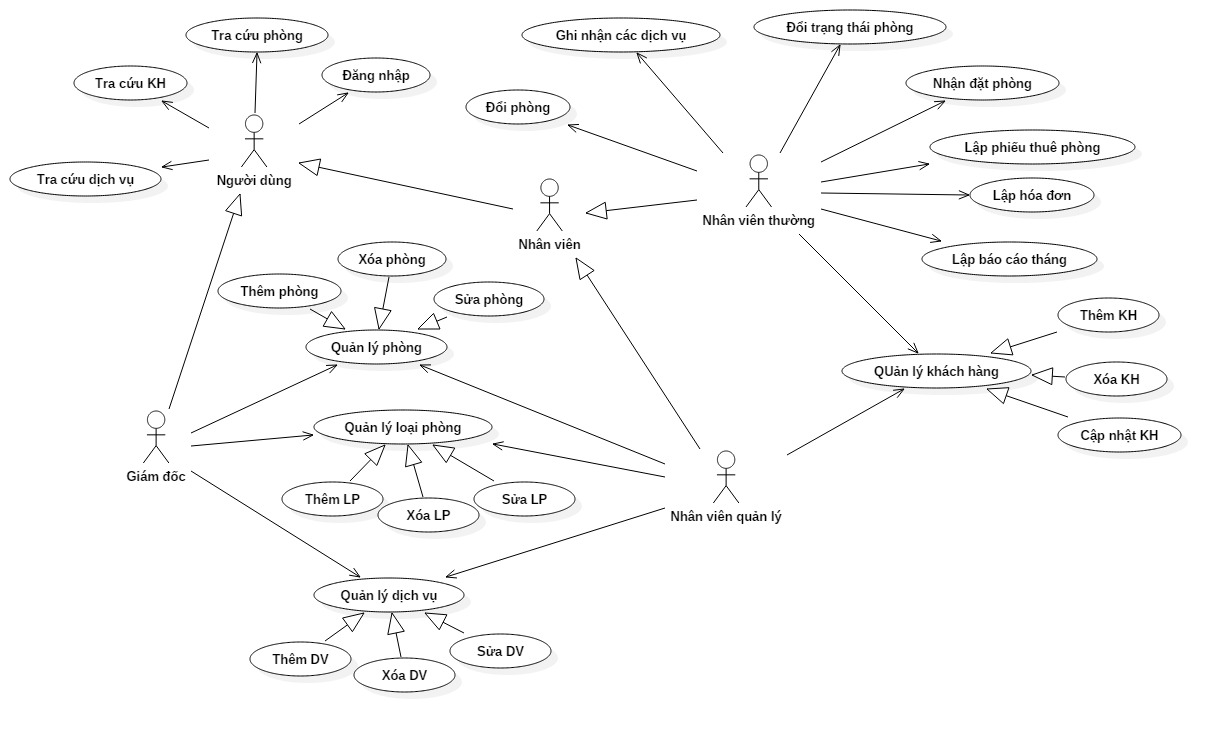 Đổi trạng thái phòng
Tra cứu phòng
Ghi nhận các dịch vụ
Đăng nhập
Tra cứu KH
Nhận đặt phòng
Đổi phòng
Lập phiếu thuê phòng
Tra cứu dịch vụ
Người dùng
Lập hóa đơn
Nhân viên thường
Nhân viên
Xóa phòng
Lập báo cáo tháng
Thêm phòng
Sửa phòng
Thêm KH
Quản lý phòng
QUản lý khách hàng
Xóa KH
Quản lý loại phòng
Cập nhật KH
Giám đốc
Thêm LP
Sửa LP
Xóa LP
Nhân viên quản lý
Quản lý dịch vụ
Sửa DV
Thêm DV
Xóa DV